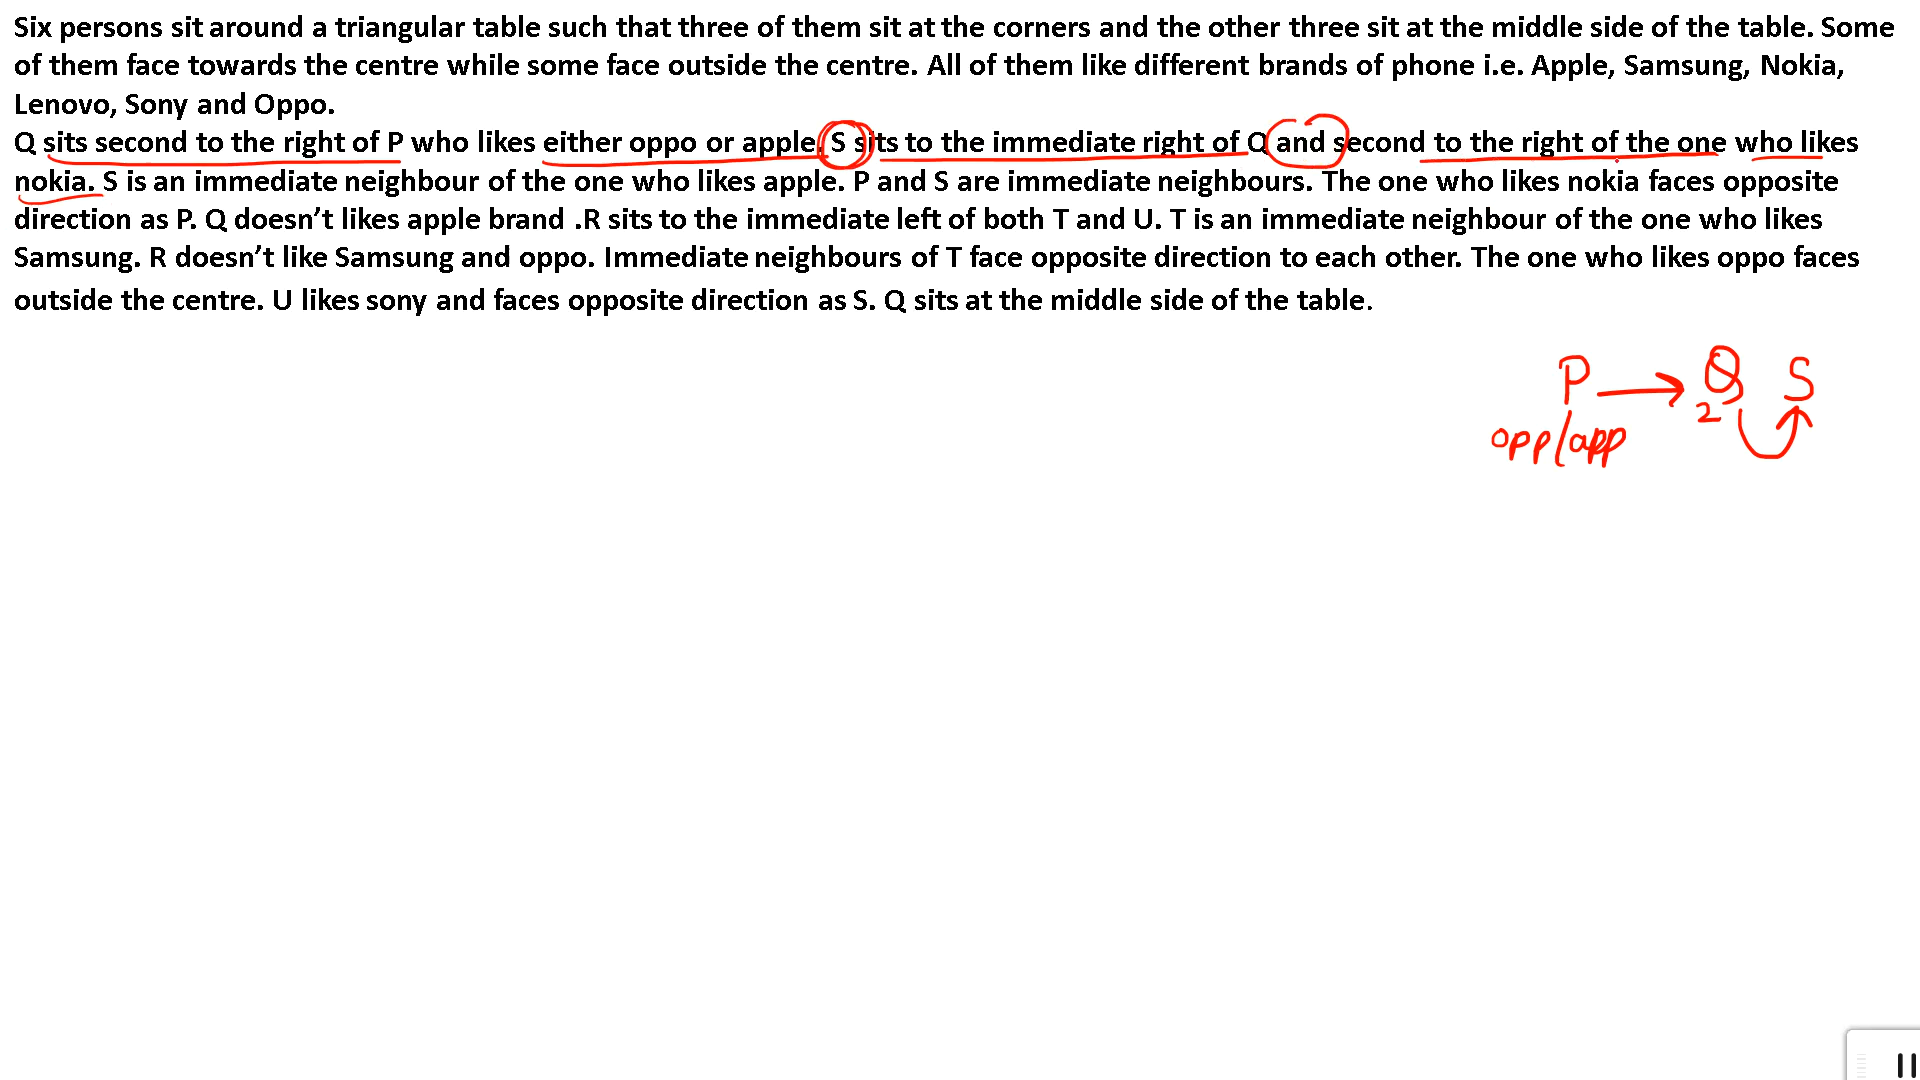 Six persons sit around a triangular table such that three of them sit at the corners and the other three sit at the middle side of the table. Some
of them face towards the centre while some face outside the centre. All of them like different brands of phone i.e. Apple, Samsung, Nokia,
Lenovo, Sony and Oppo.
Q sits second to the right of P who likes either oppo or apple. S sits to the immediate right of Q and second to the right of the one who likes
nokia. S is an immediate neighbour of the one who likes apple. P and S are immediate neighbours. The one who likes nokia faces opposite
direction as P. Q doesn't likes apple brand .R sits to the immediate left of both T and U. T is an immediate neighbour of the one who likes
Samsung. R doesn't like Samsung and oppo. Immediate neighbours of T face opposite direction to each other. The one who likes oppo faces
outside the centre. U likes sony and faces opposite direction as S. Q sits at the middle side of the table.
P → Q S
2
opp/app